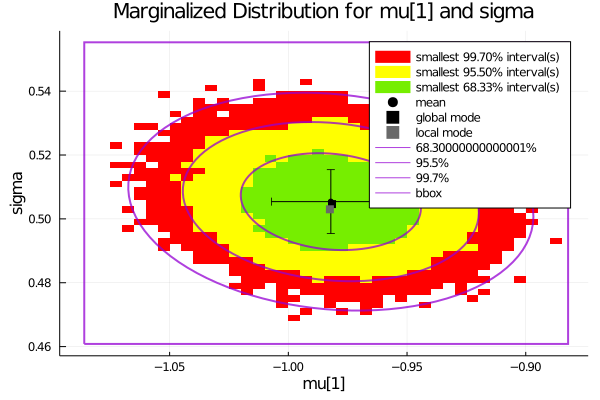 Marginalized Distribution for mu[1] and sigma
smallest 99.70% interval(s)
smallest 95.50% interval(s)
smallest 68.33% interval(s)
mean
global mode
local mode
68.30000000000001%
95.5%
99.7%
bbox
sigma
0.54
0.52
0.50
0.48
0.46
−1.05
−1.00
−0.95
−0.90
mu[1]